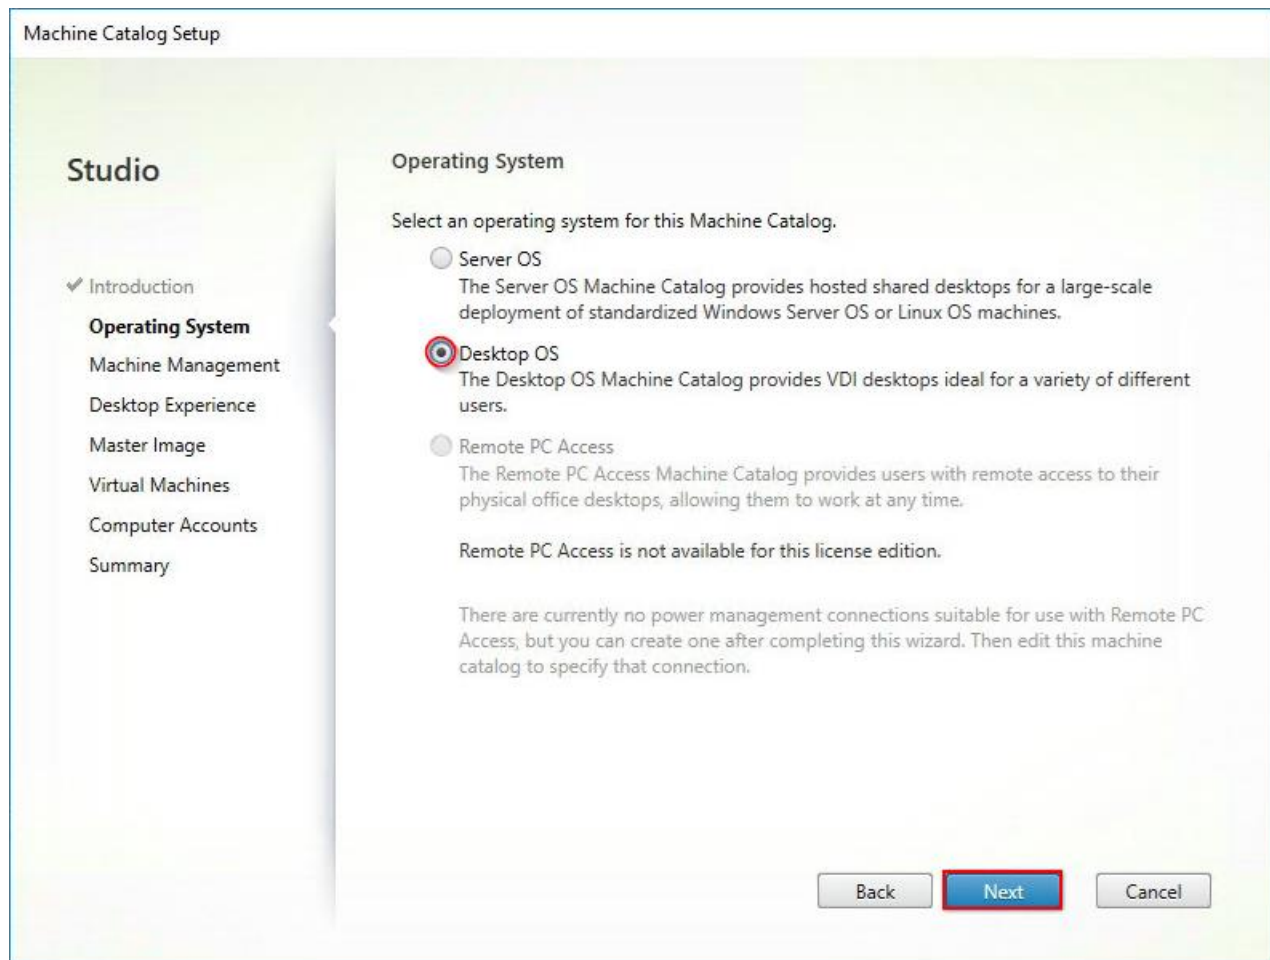 Machine Catalog Setup
Studio
Introduction
Operating System
Machine Management
Desktop Experience
Master Image
Virtual Machines
Computer Accounts
Summary
Operating System
Select an operating system for this Machine Catalog.
Server OS
The Server OS Machine Catalog provides hosted shared desktops for a large-scale
deployment of standardized Windows Server OS or Linux OS machines.
Desktop OS
The Desktop OS Machine Catalog provides VDI desktops ideal for a variety of different
users.
Remote PC Access
The Remote PC Access Machine Catalog provides users with remote access to their
physical office desktops, allowing them to work at any time.
Remote PC Access is not available for this license edition.
There are currently no power management connections suitable for use with Remote PC
Access, but you can create one after completing this wizard. Then edit this machine
catalog to specify that connection.
Back
Next
Cancel